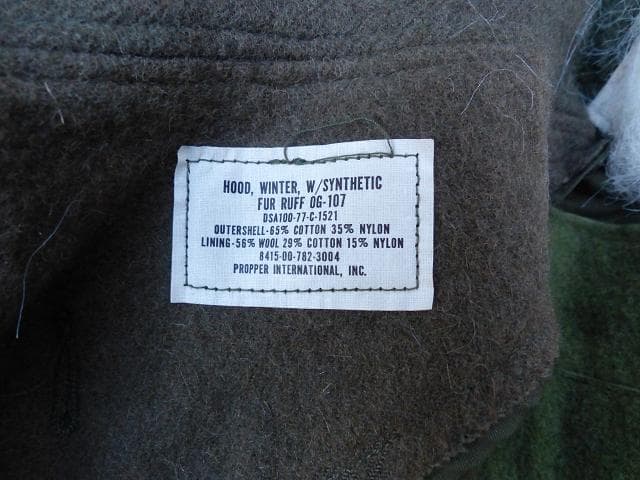 HOOD, WINTER, W/SYNTHETIC
FUR RUFF OG-107
DSA100-77-C-1521
OUTERSHELL-65% COTTON 35% NYLON
LINING-56% WOOL 29% COTTON 15% NYLON
8415-00-782-3004
PROPPER INTERNATIONAL, INC.